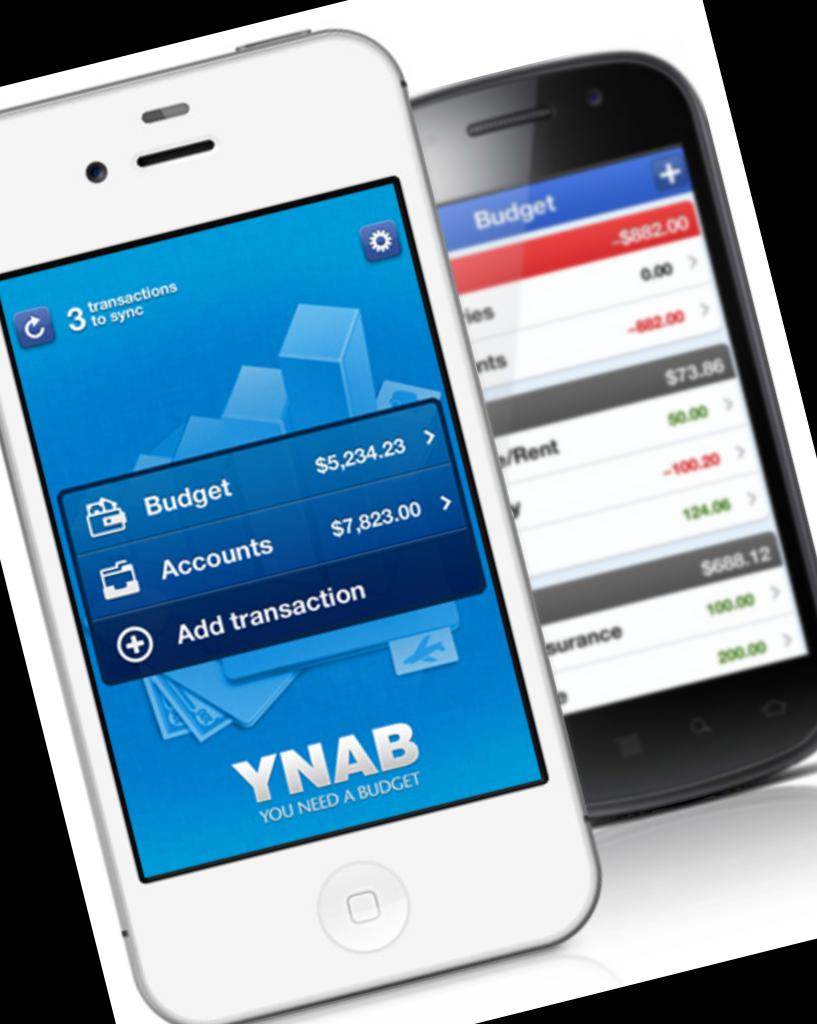 3 transactions
to sync
Budget $5,234.23
Accounts $7,823.00
Add transaction
YNAB
YOU NEED A BUDGET
Budget
-$882.00
ies 0.00
nts -882.00
$73.86
e/Rent 50.00
y -100.20
124.06
$688.12
surance 100.00
e 200.00